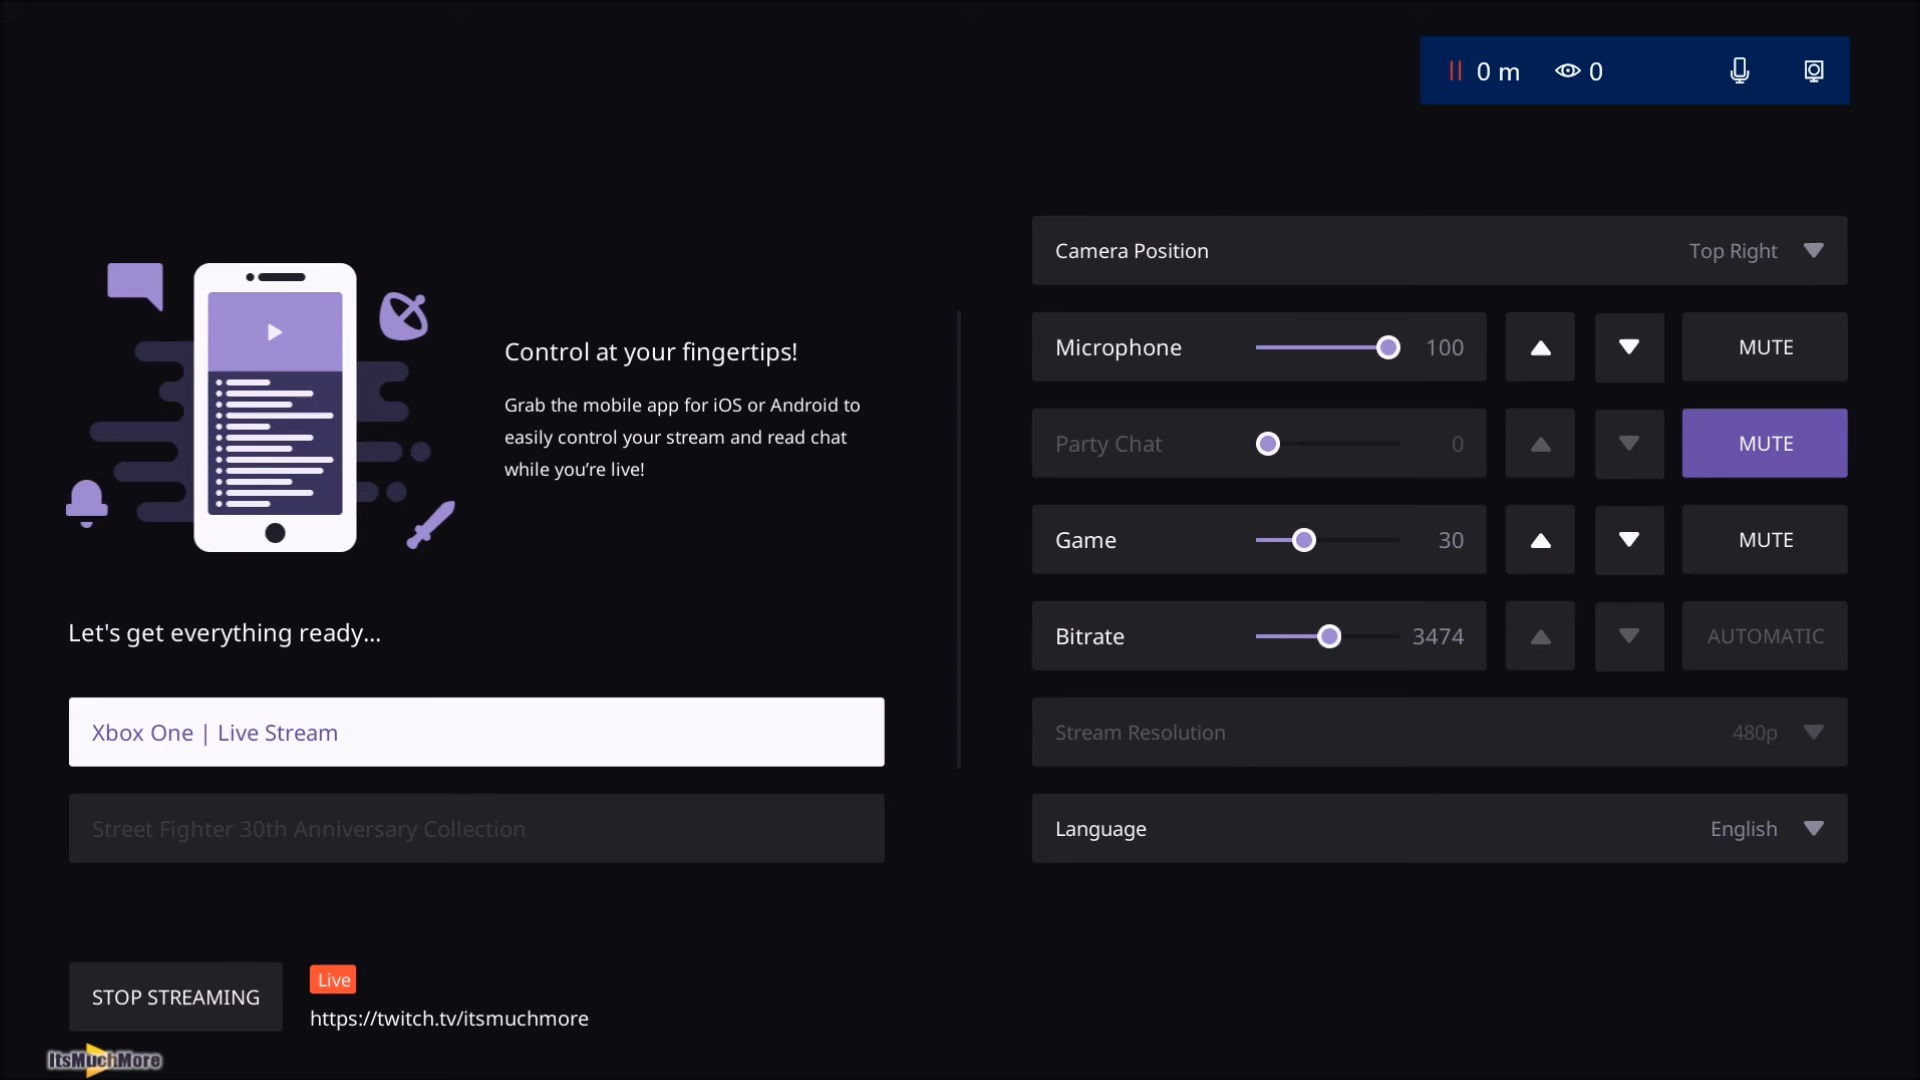 0 m
0
Control at your fingertips!
Grab the mobile app for iOS or Android to
easily control your stream and read chat
while you’re live!
Let's get everything ready...
Xbox One | Live Stream
Street Fighter 30th Anniversary Collection
STOP STREAMING
Live
https://twitch.tv/itsmuchmore
ItsMuchMore
Camera Position Top Right
Microphone 100 MUTE
Party Chat 0 MUTE
Game 30 MUTE
Bitrate 3474 AUTOMATIC
Stream Resolution 480p
Language English